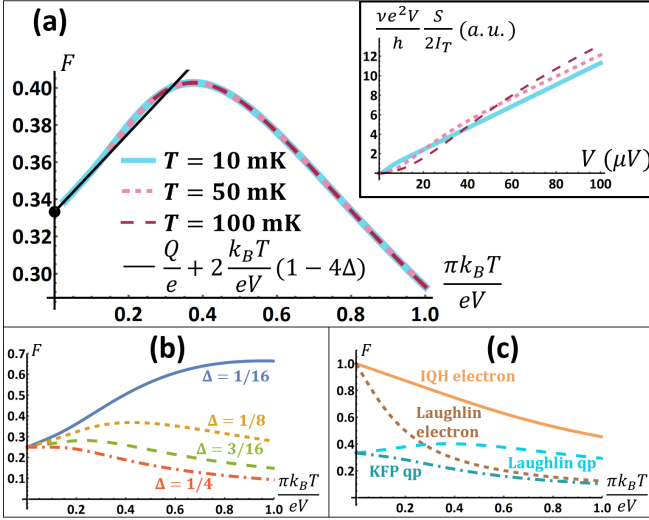 (a)
F
0.40
0.38
0.36
0.34
0.32
0.30
T = 10 mK
T = 50 mK
T = 100 mK
Q/e + 2 k_BT/eV (1 − 4Δ)
0.2 0.4 0.6 0.8 1.0
πk_BT/eV
νe²V/h S/2I_T (a.u.)
12
10
8
6
4
2
20 40 60 80 100
V (μV)
(b)
F
0.7
0.6
0.5
0.4
0.3
0.2
0.1
Δ = 1/16
Δ = 1/8
Δ = 3/16
Δ = 1/4
0.2 0.4 0.6 0.8 1.0
πk_BT/eV
(c)
F
1.0
0.8
0.6
0.4
0.2
IQH electron
Laughlin
electron
Laughlin qp
KFP qp
0.2 0.4 0.6 0.8 1.0
πk_BT/eV